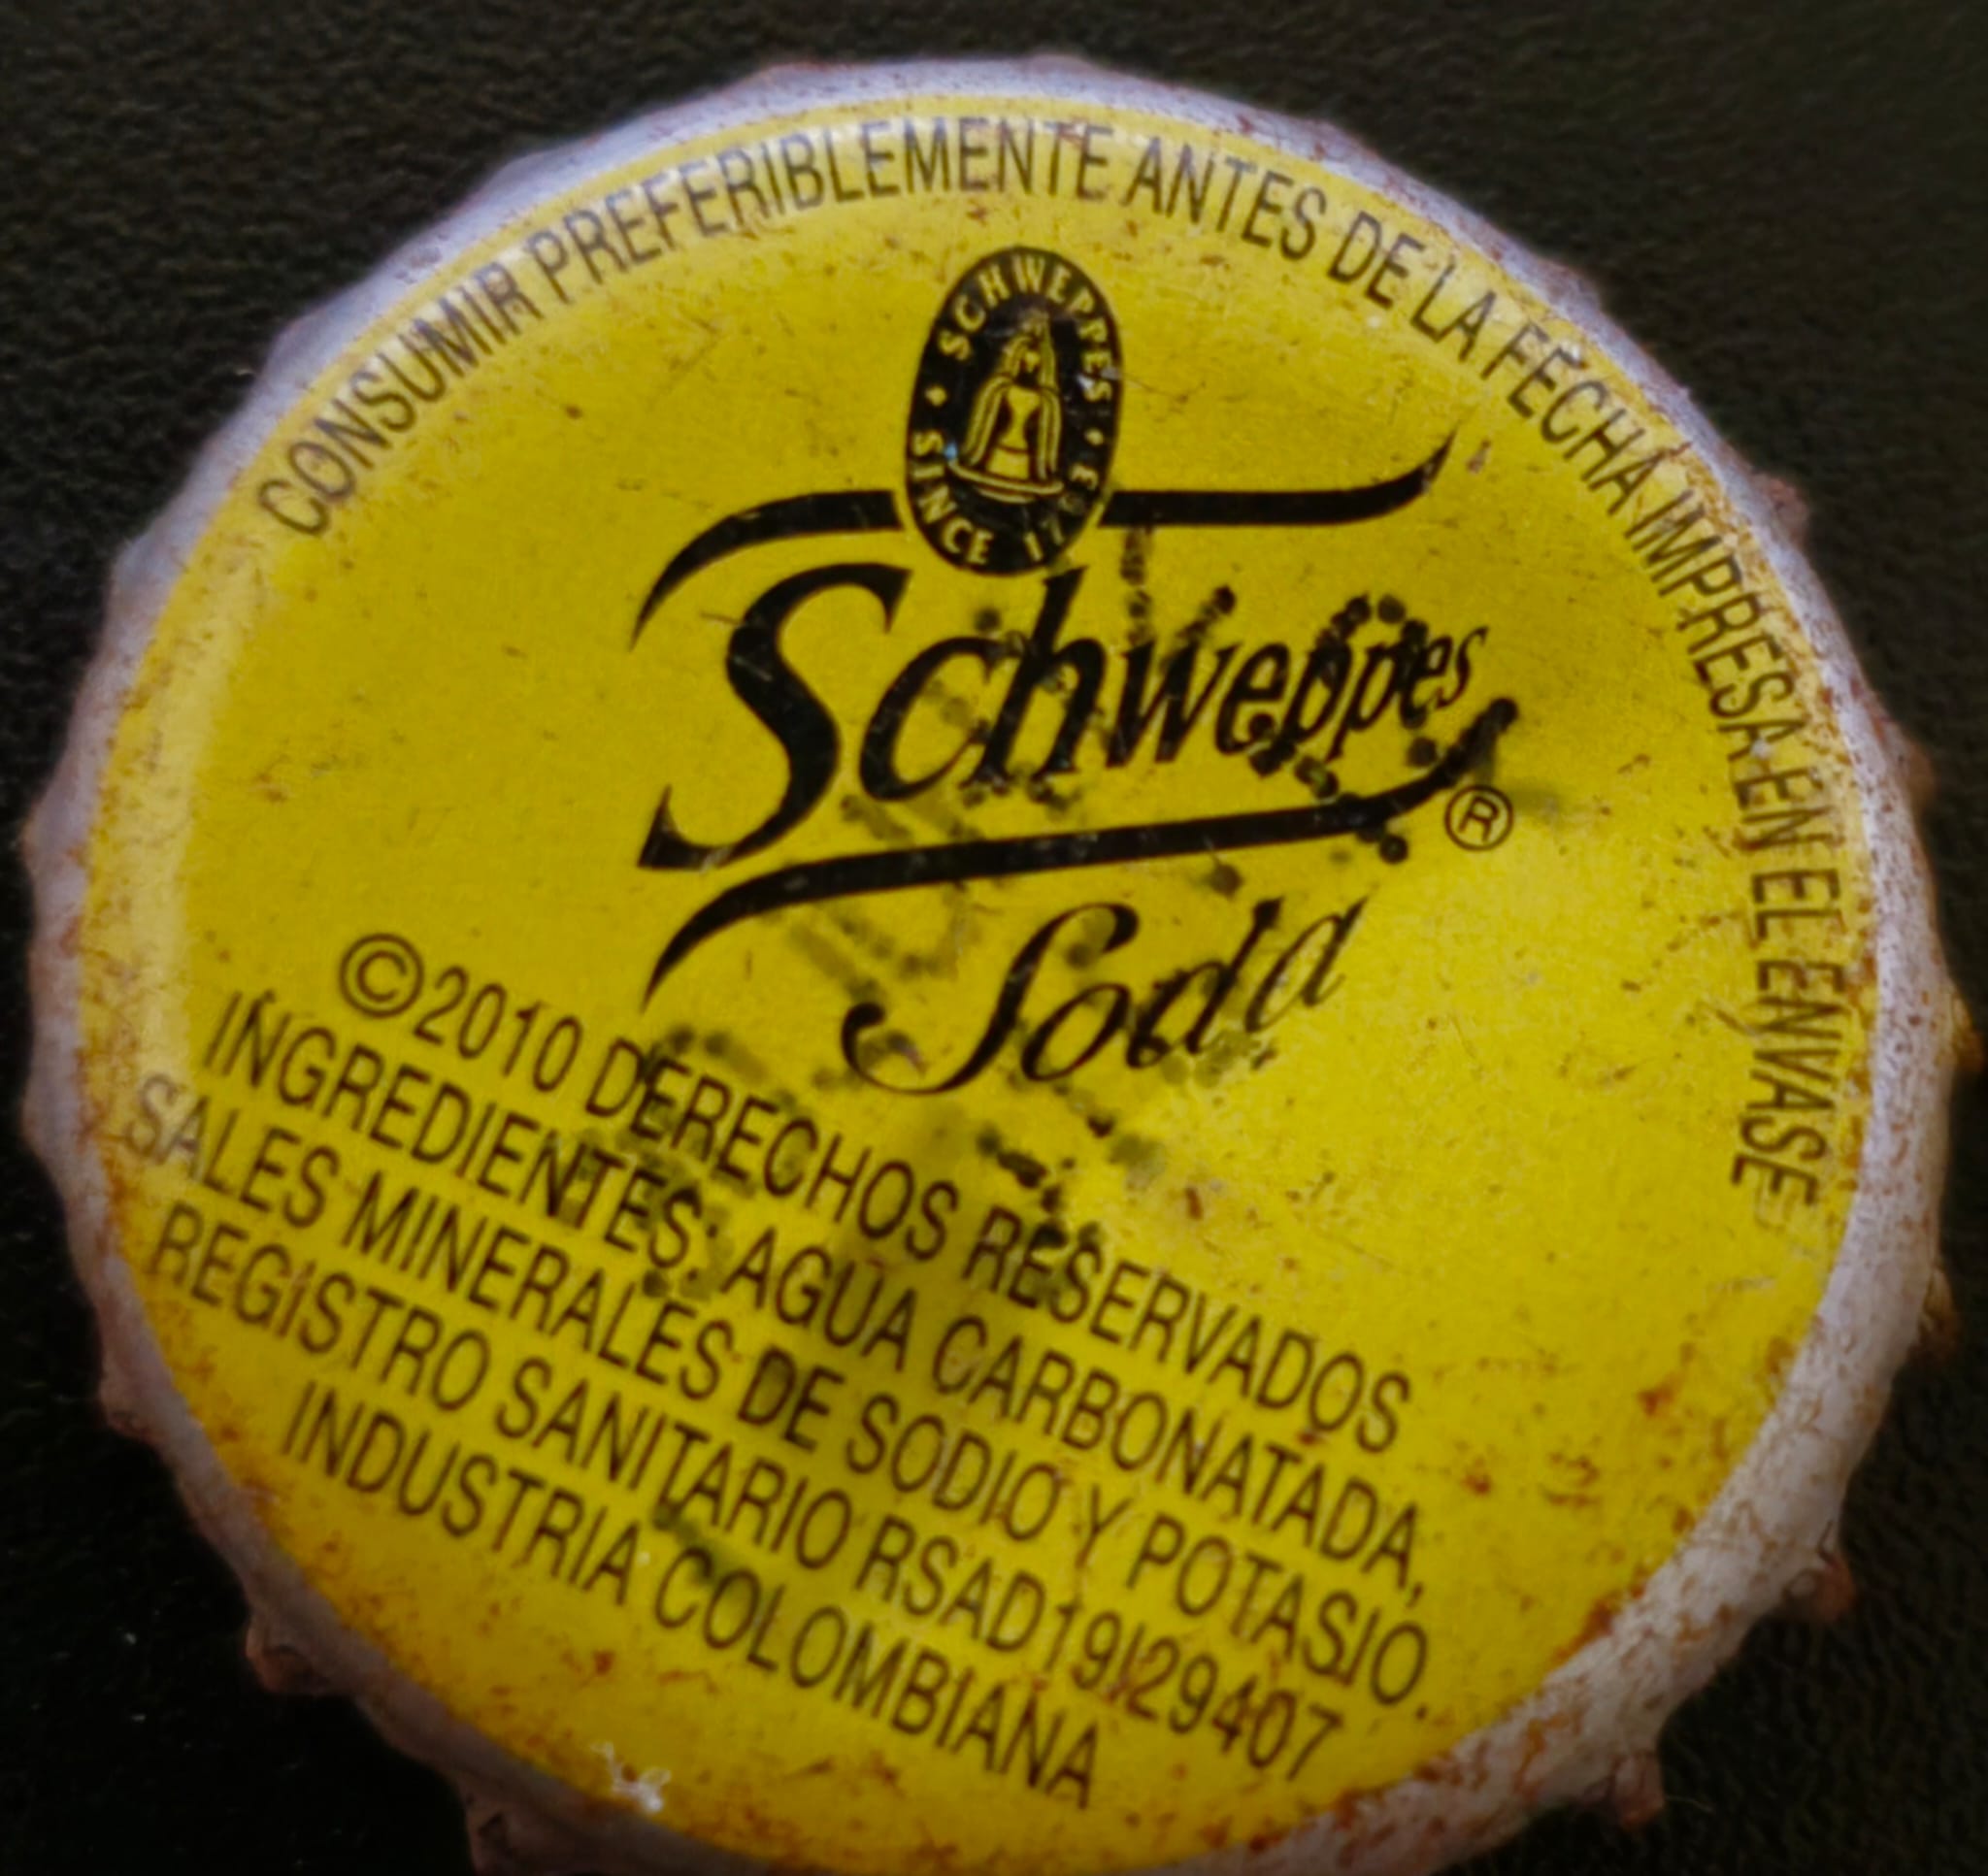 CONSUMIR PREFERIBLEMENTE ANTES DE LA FECHA IMPRESA EN EL ENVASE
SCHWEPPES
SINCE
Schweppes
®
Soda
©2010 DERECHOS RESERVADOS
INGREDIENTES: AGUA CARBONATADA,
SALES MINERALES DE SODIO Y POTASIO.
REGISTRO SANITARIO RSAD19I29407
INDUSTRIA COLOMBIANA